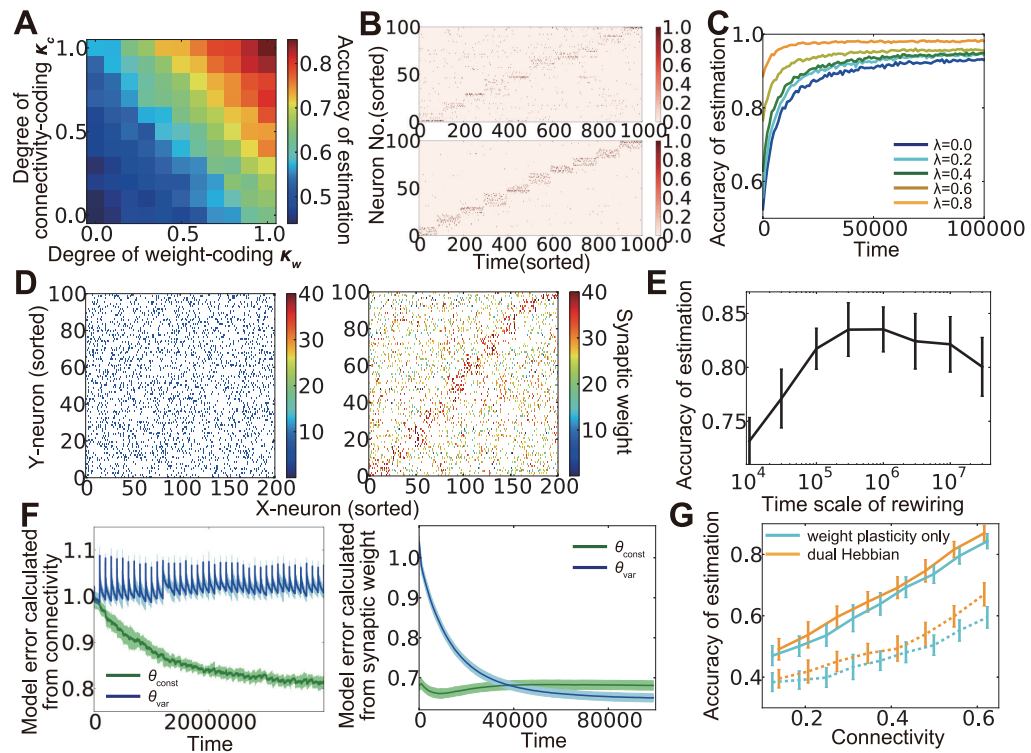 A
Degree of
connectivity-coding κc
1.0
0.5
0.0
0.0
0.5
1.0
Degree of weight-coding κw
0.8
0.7
0.6
0.5
Accuracy of estimation
B
Neuron No.(sorted)
100
50
0
0 200 400 600 800 1000
1.0
0.8
0.6
0.4
0.2
0.0
100
50
0
0 200 400 600 800 1000
1.0
0.8
0.6
0.4
0.2
0.0
Time(sorted)
C
Accuracy of estimation
1.0
0.9
0.8
0.6
0 50000 100000
Time
λ=0.0
λ=0.2
λ=0.4
λ=0.6
λ=0.8
D
Y-neuron (sorted)
100
80
60
40
20
0
0 50 100 150 200
40
30
20
10
100
80
60
40
20
0
0 50 100 150 200
40
30
20
10
Synaptic weight
X-neuron (sorted)
E
Accuracy of estimation
0.85
0.80
0.75
10⁴ 10⁵ 10⁶ 10⁷
Time scale of rewiring
F
Model error calculated
from connectivity
1.1
1.0
0.9
0.8
0 2000000
Time
θconst
θvar
Model error calculated
from synaptic weight
1.0
0.9
0.8
0.7
0 40000 80000
Time
θconst
θvar
G
Accuracy of estimation
0.8
0.6
0.4
0.2 0.4 0.6
Connectivity
weight plasticity only
dual Hebbian